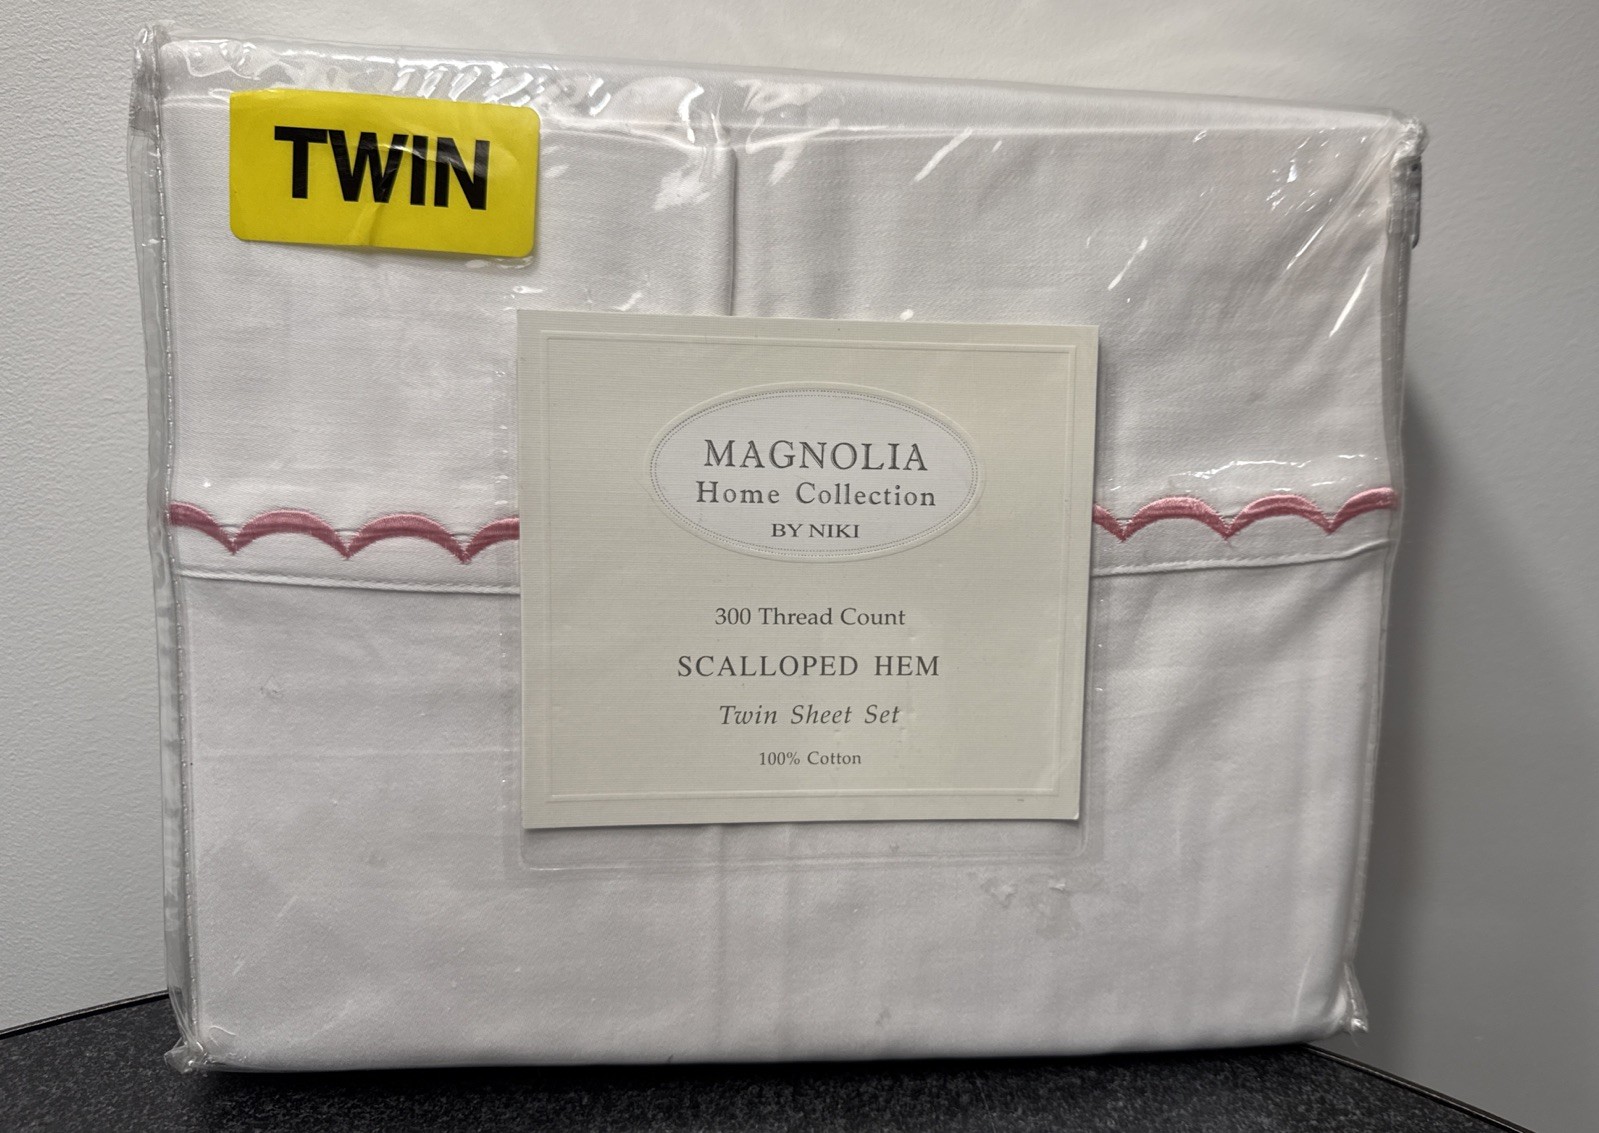 TWIN
MAGNOLIA
Home Collection
BY NIKI
300 Thread Count
SCALLOPED HEM
Twin Sheet Set
100% Cotton